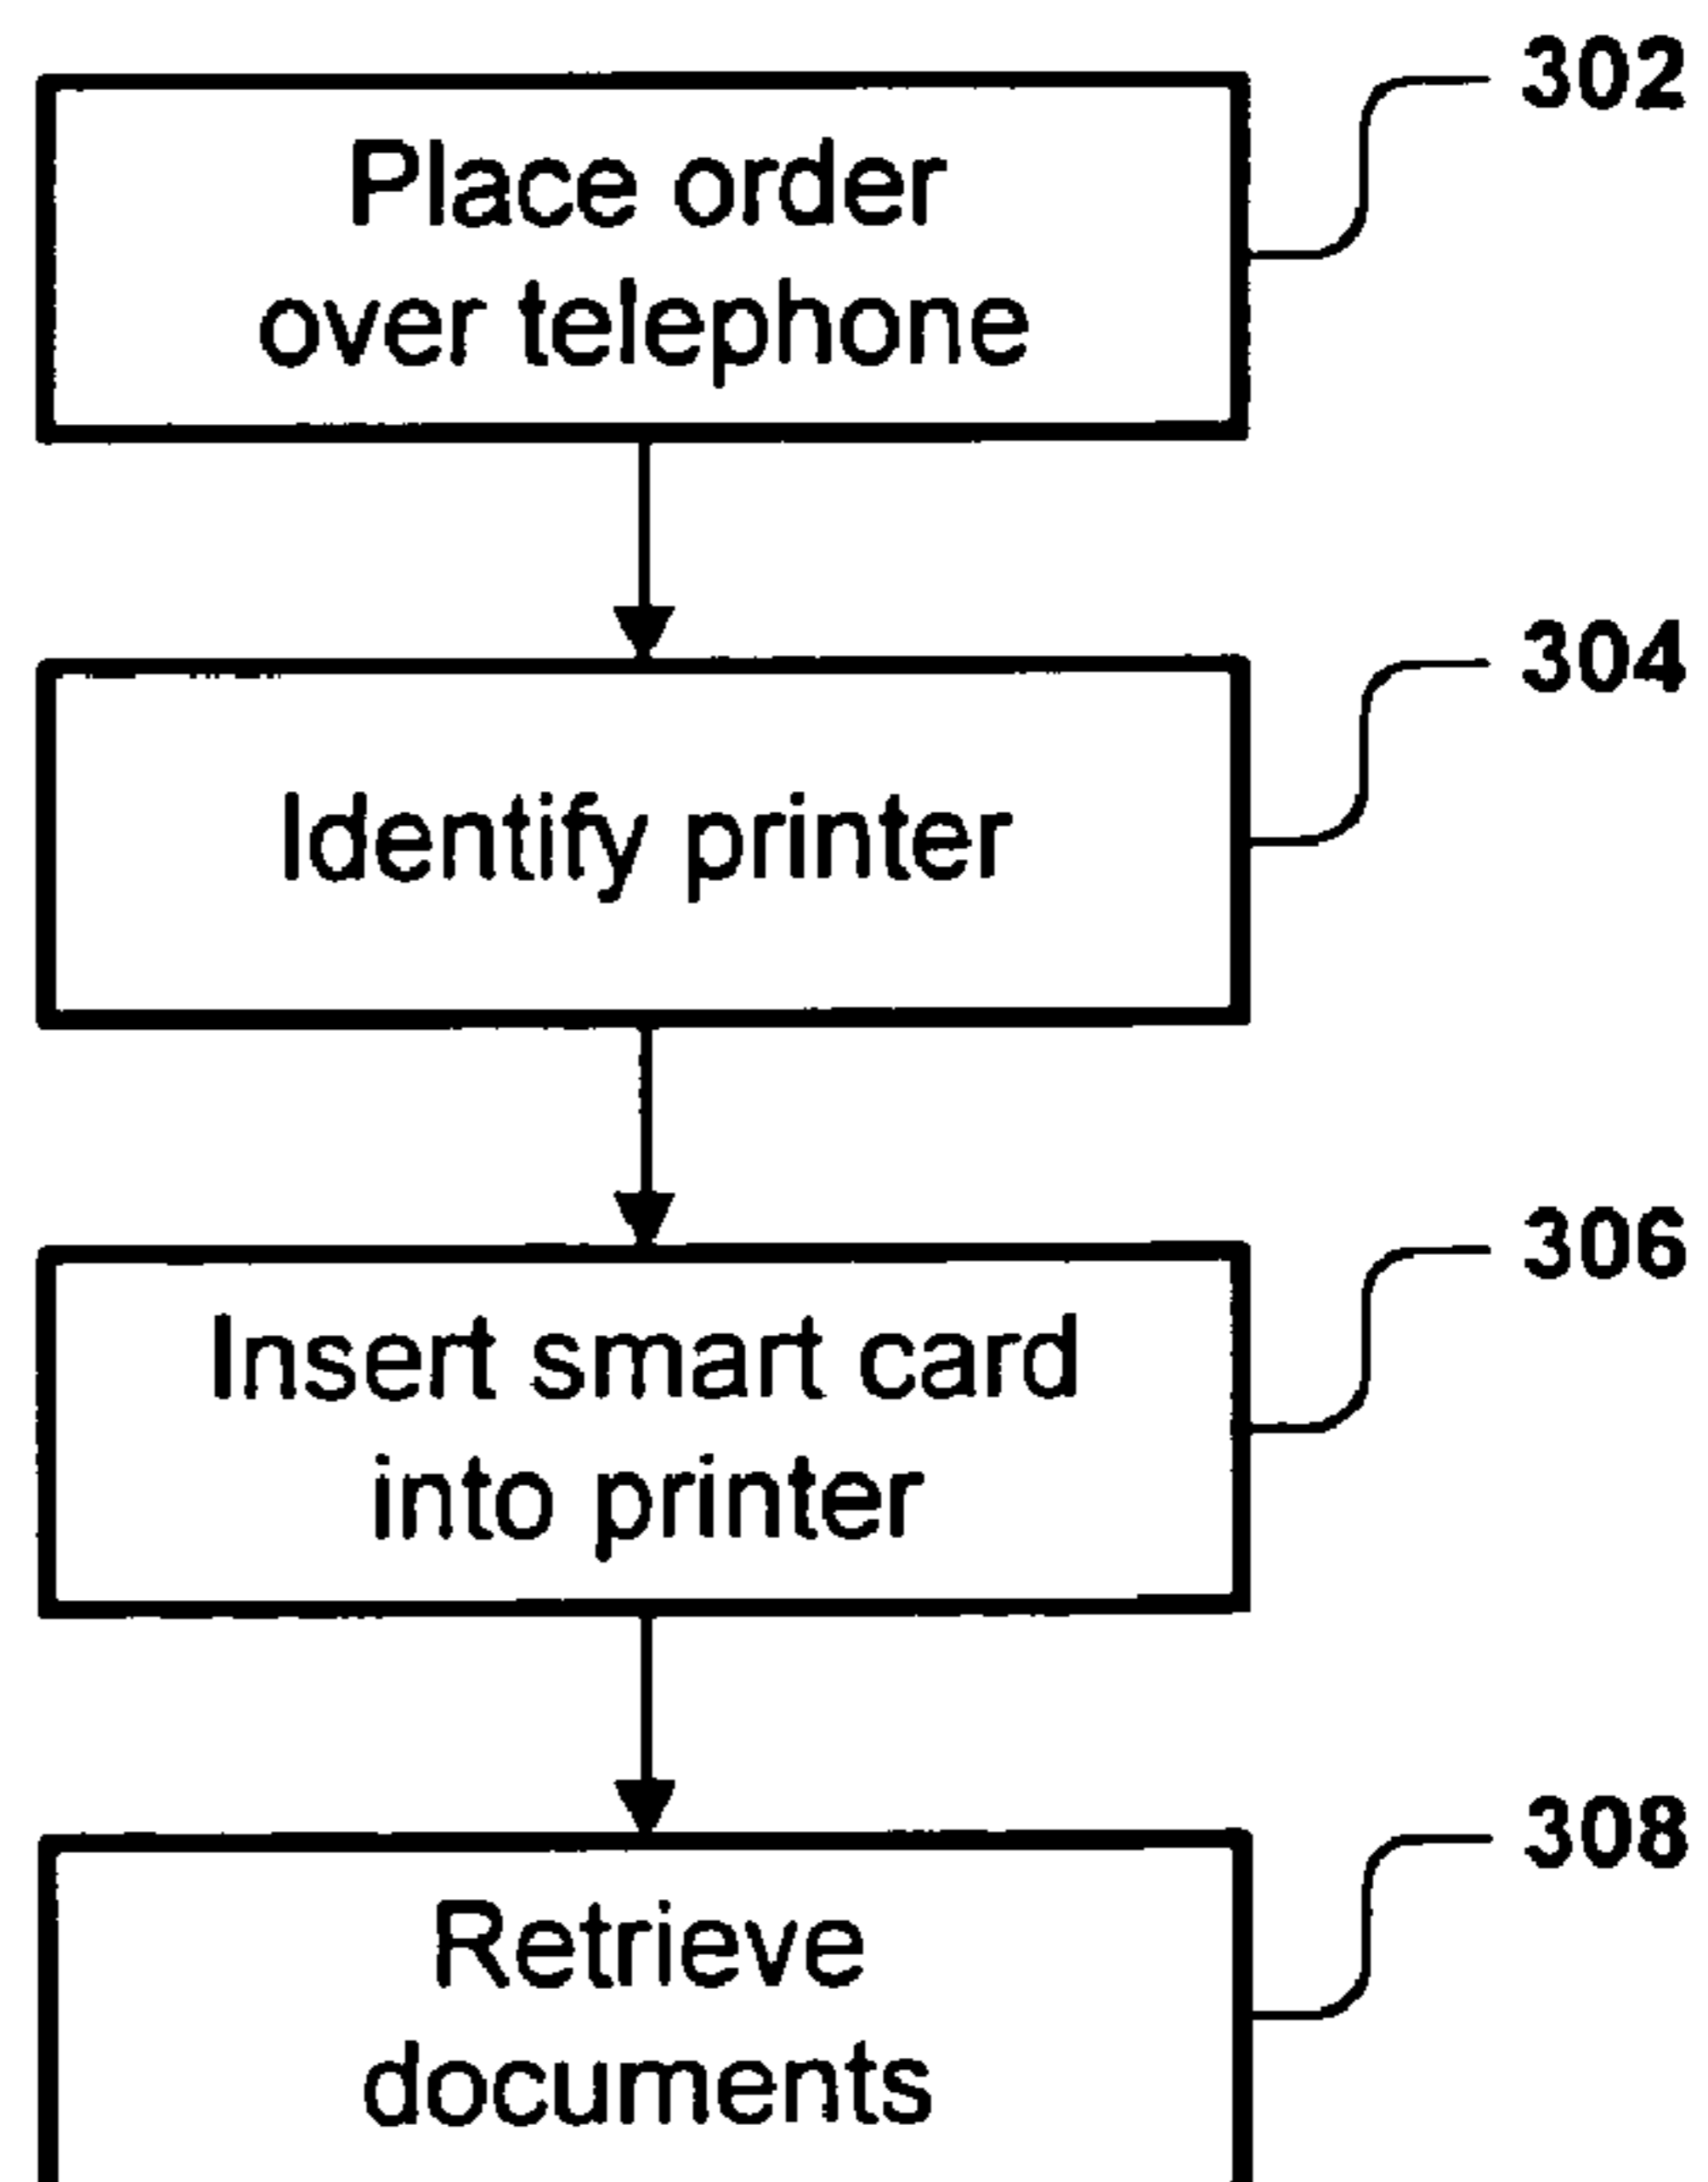 302
Place order
over telephone
304
Identify printer
306
Insert smart card
into printer
308
Retrieve
documents